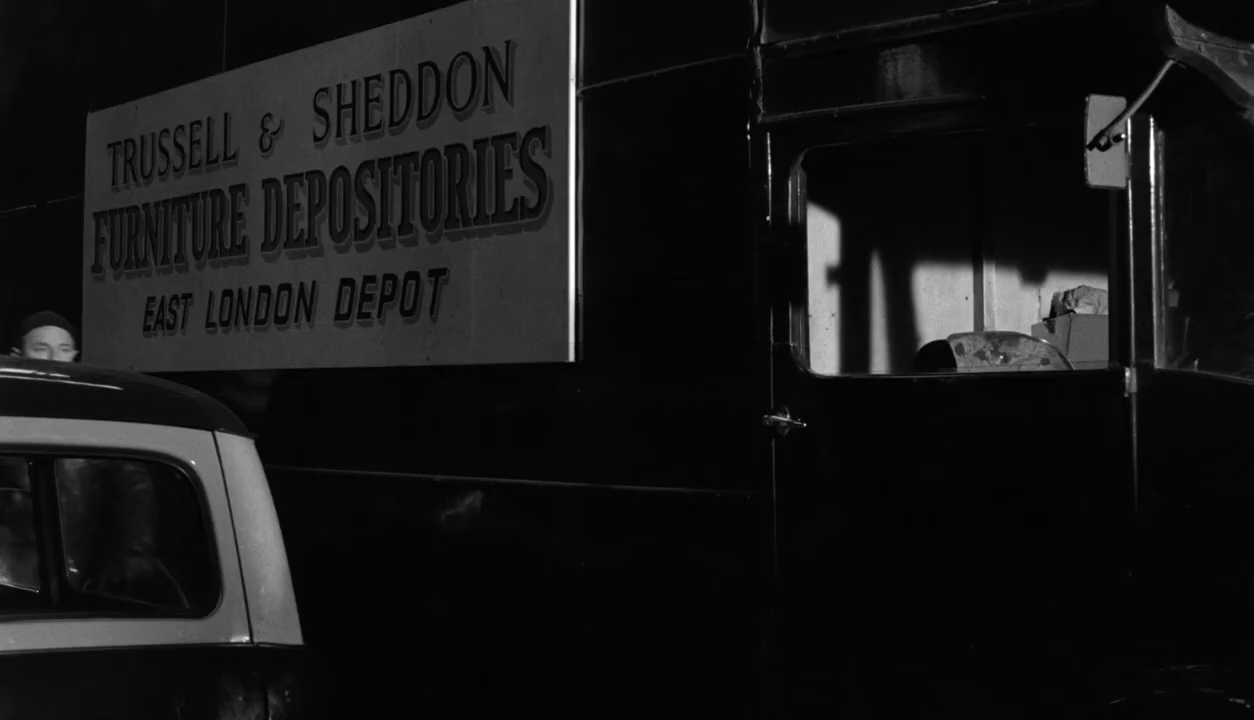 TRUSSELL & SHEDDON
FURNITURE DEPOSITORIES
EAST LONDON DEPOT